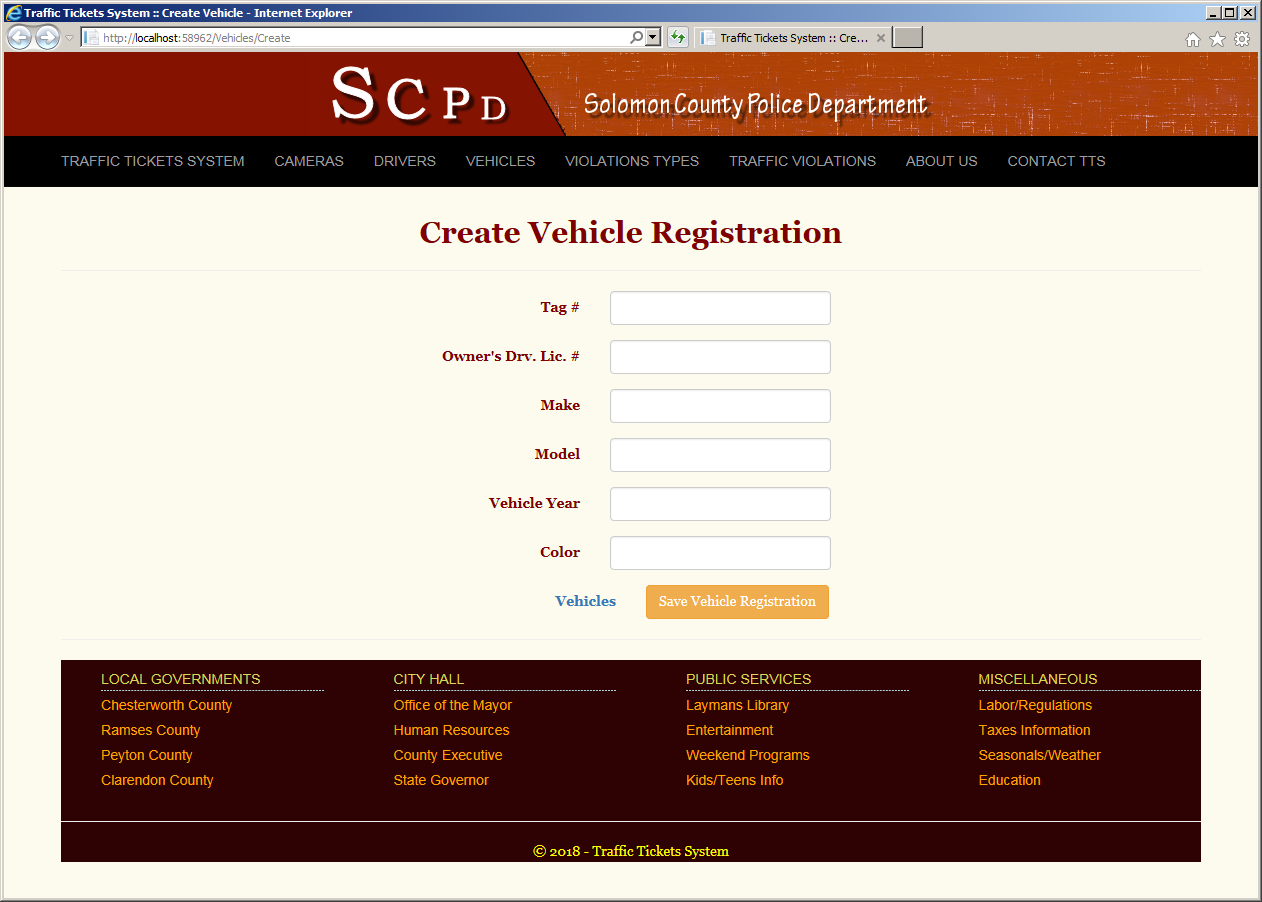 Traffic Tickets System :: Create Vehicle - Internet Explorer
http://localhost:58962/Vehicles/Create
Traffic Tickets System :: Cre...
SCPD
Solomon County Police Department
TRAFFIC TICKETS SYSTEM CAMERAS DRIVERS VEHICLES VIOLATIONS TYPES TRAFFIC VIOLATIONS ABOUT US CONTACT TTS
Create Vehicle Registration
Tag #
Owner's Drv. Lic. #
Make
Model
Vehicle Year
Color
Vehicles Save Vehicle Registration
LOCAL GOVERNMENTS CITY HALL PUBLIC SERVICES MISCELLANEOUS
Chesterworth County Office of the Mayor Laymans Library Labor/Regulations
Ramses County Human Resources Entertainment Taxes Information
Peyton County County Executive Weekend Programs Seasonals/Weather
Clarendon County State Governor Kids/Teens Info Education
© 2018 - Traffic Tickets System